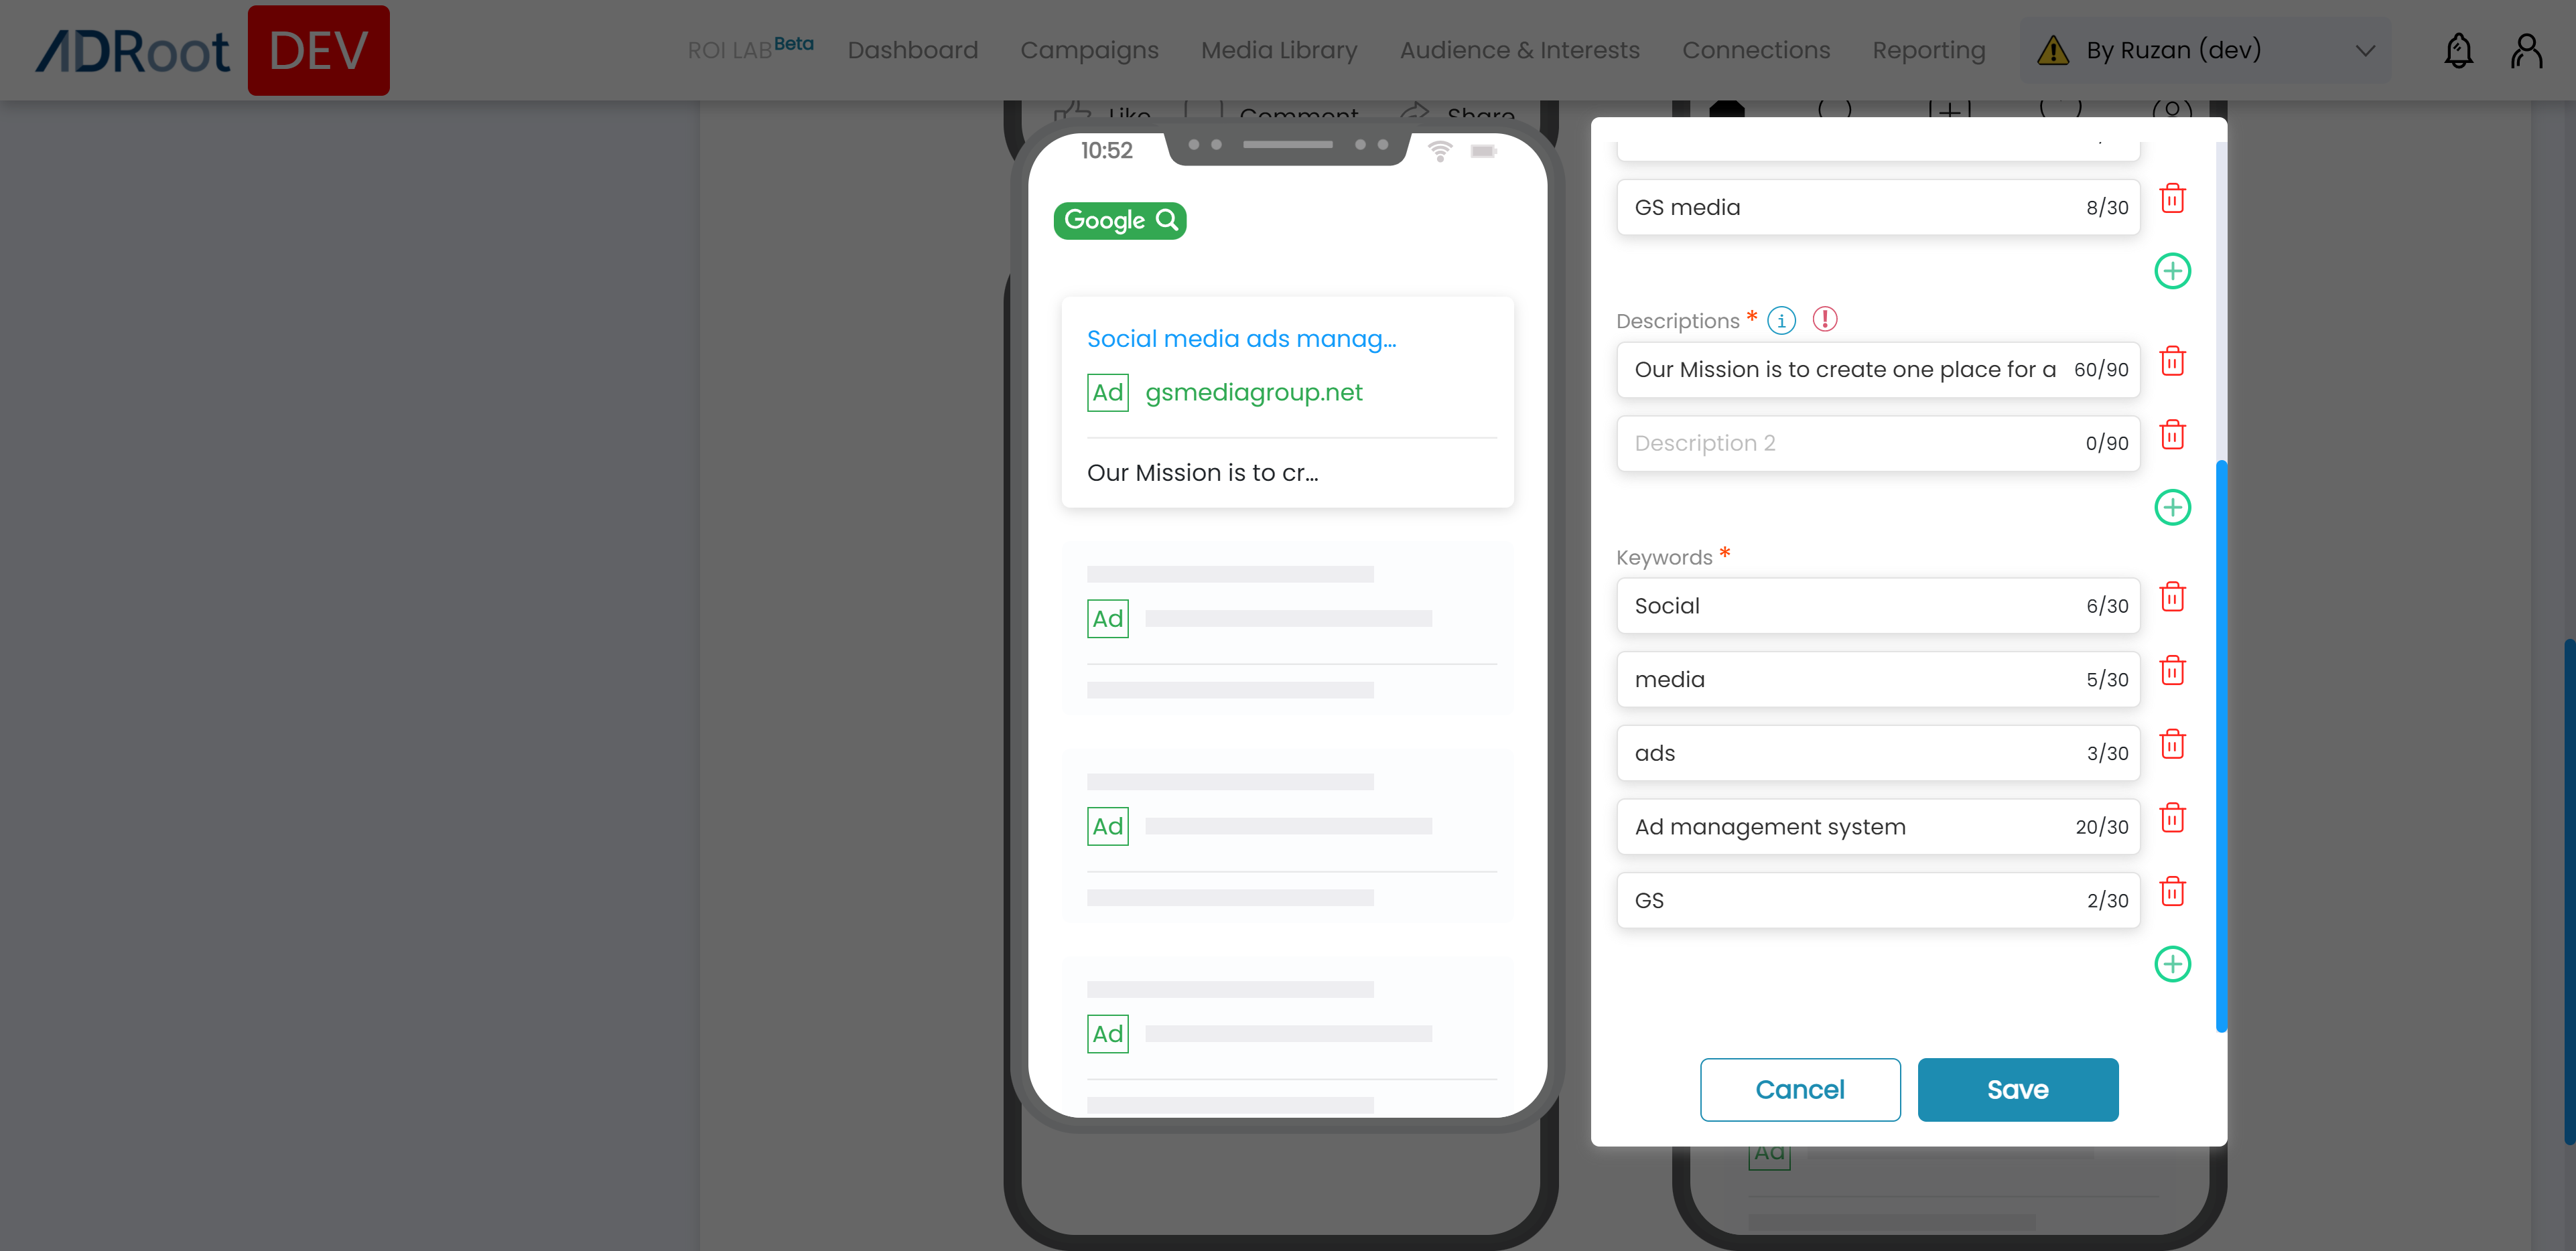 ADRoot DEV ROI LAB Beta Dashboard Campaigns Media Library Audience & Interests Connections Reporting By Ruzan (dev)
Like Comment Share
10:52
Google
Social media ads manag...
Ad gsmediagroup.net
Our Mission is to cr...
Ad
Ad
Ad
GS media 8/30
Descriptions * i !
Our Mission is to create one place for a 60/90
Description 2 0/90
Keywords *
Social 6/30
media 5/30
ads 3/30
Ad management system 20/30
GS 2/30
Cancel Save
Ad